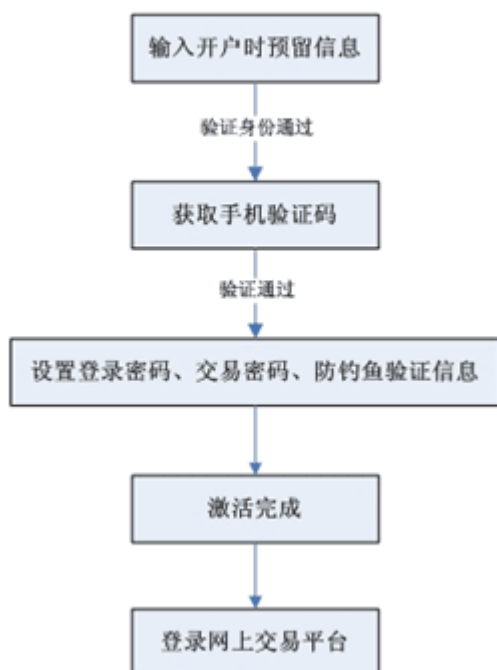 输入开户时预留信息
验证身份通过
获取手机验证码
验证通过
设置登录密码、交易密码、防钓鱼验证信息
激活完成
登录网上交易平台